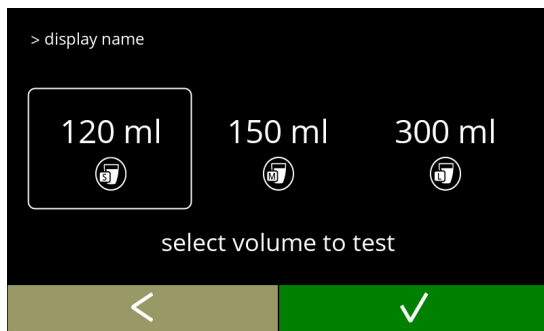 > display name
120 ml 150 ml 300 ml
S M L
select volume to test